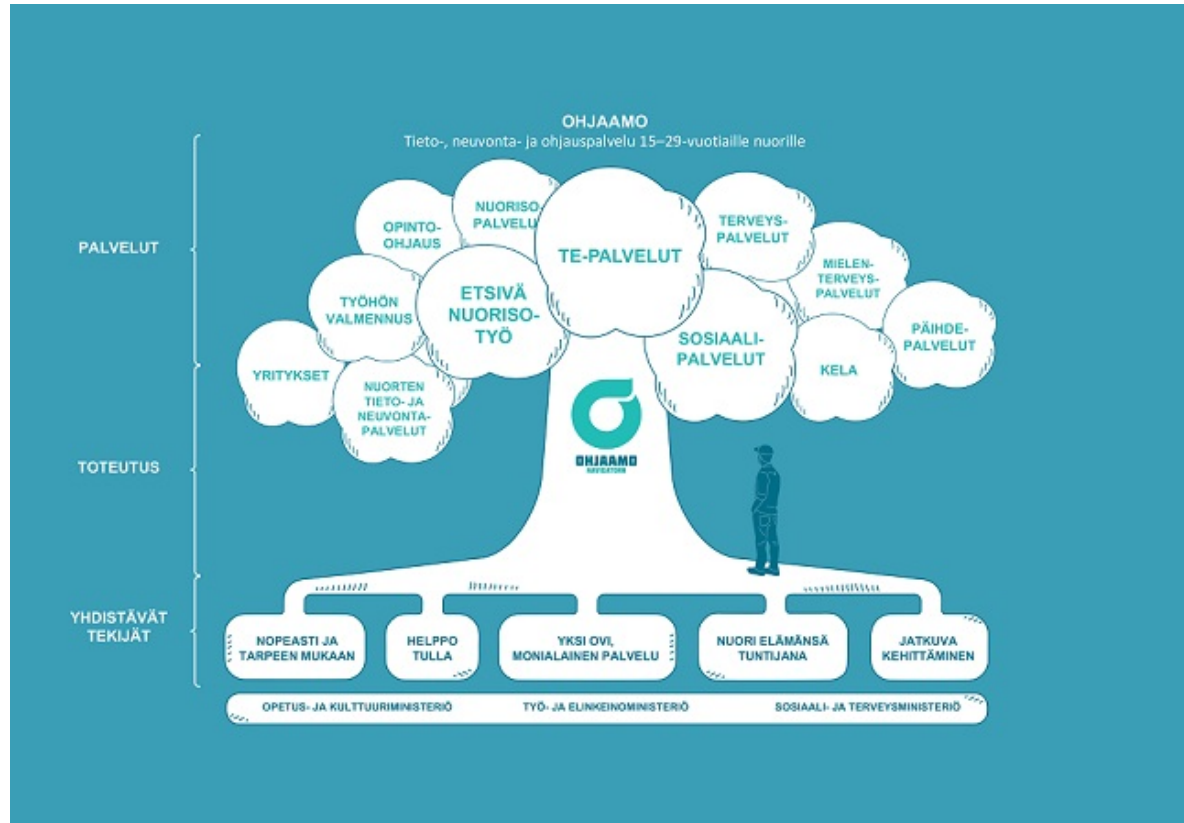 OHJAAMO
Tieto-, neuvonta- ja ohjauspalvelu 15–29-vuotiaille nuorille
PALVELUT
OPINTO-
OHJAUS
NUORISO-
PALVELU
TE-PALVELUT
TERVEYS-
PALVELUT
MIELEN-
TERVEYS-
PALVELUT
TYÖHÖN
VALMENNUS
ETSIVÄ
NUORISO-
TYÖ
SOSIAALI-
PALVELUT
PÄIHDE-
PALVELUT
YRITYKSET
NUORTEN
TIETO- JA
NEUVONTA-
PALVELUT
KELA
TOTEUTUS
OHJAAMO
NAVIGATORN
YHDISTÄVÄT
TEKIJÄT
NOPEASTI JA
TARPEEN MUKAAN
HELPPO
TULLA
YKSI OVI,
MONIALAINEN PALVELU
NUORI ELÄMÄNSÄ
TUNTIJANA
JATKUVA
KEHITTÄMINEN
OPETUS- JA KULTTUURIMINISTERIÖ
TYÖ- JA ELINKEINOMINISTERIÖ
SOSIAALI- JA TERVEYSMINISTERIÖ